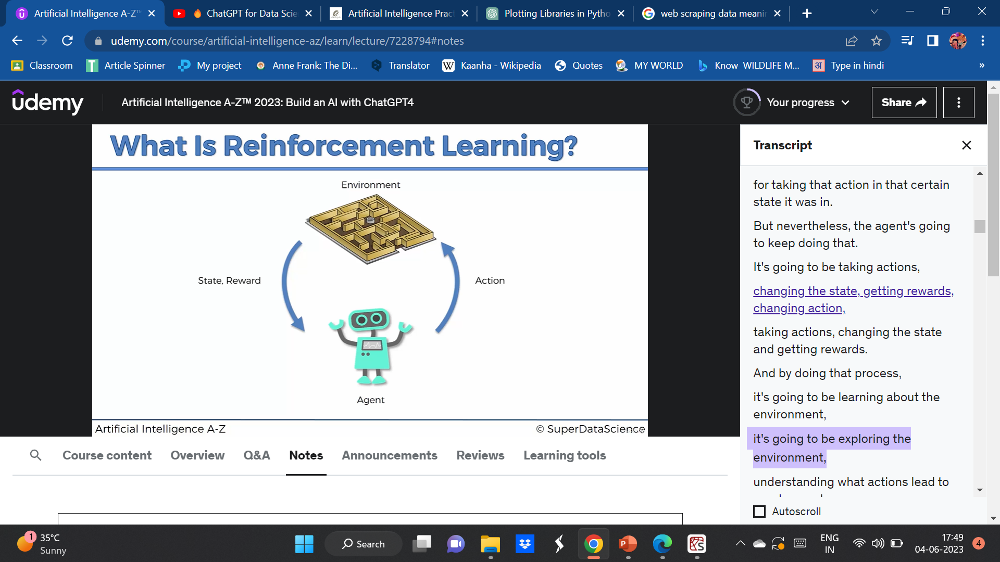 Artificial Intelligence A-Z™
ChatGPT for Data Scie
Artificial Intelligence Pract
Plotting Libraries in Pytho
web scraping data meanin
udemy.com/course/artificial-intelligence-az/learn/lecture/7228794#notes
Classroom
Article Spinner
My project
Anne Frank: The Di...
Translator
Kaanha - Wikipedia
Quotes
MY WORLD
Know WILDLIFE M...
अ
Type in hindi
»
udemy
Artificial Intelligence A-Z™ 2023: Build an AI with ChatGPT4
Your progress
Share
What Is Reinforcement Learning?
Environment
State, Reward
Action
Agent
Artificial Intelligence A-Z
© SuperDataScience
Transcript
for taking that action in that certain
state it was in.
But nevertheless, the agent's going
to keep doing that.
It's going to be taking actions,
changing the state, getting rewards,
changing action,
taking actions, changing the state
and getting rewards.
And by doing that process,
it's going to be learning about the
environment,
it's going to be exploring the
environment,
understanding what actions lead to
Autoscroll
Course content
Overview
Q&A
Notes
Announcements
Reviews
Learning tools
1
35°C
Sunny
Search
ENG
IN
17:49
04-06-2023
4